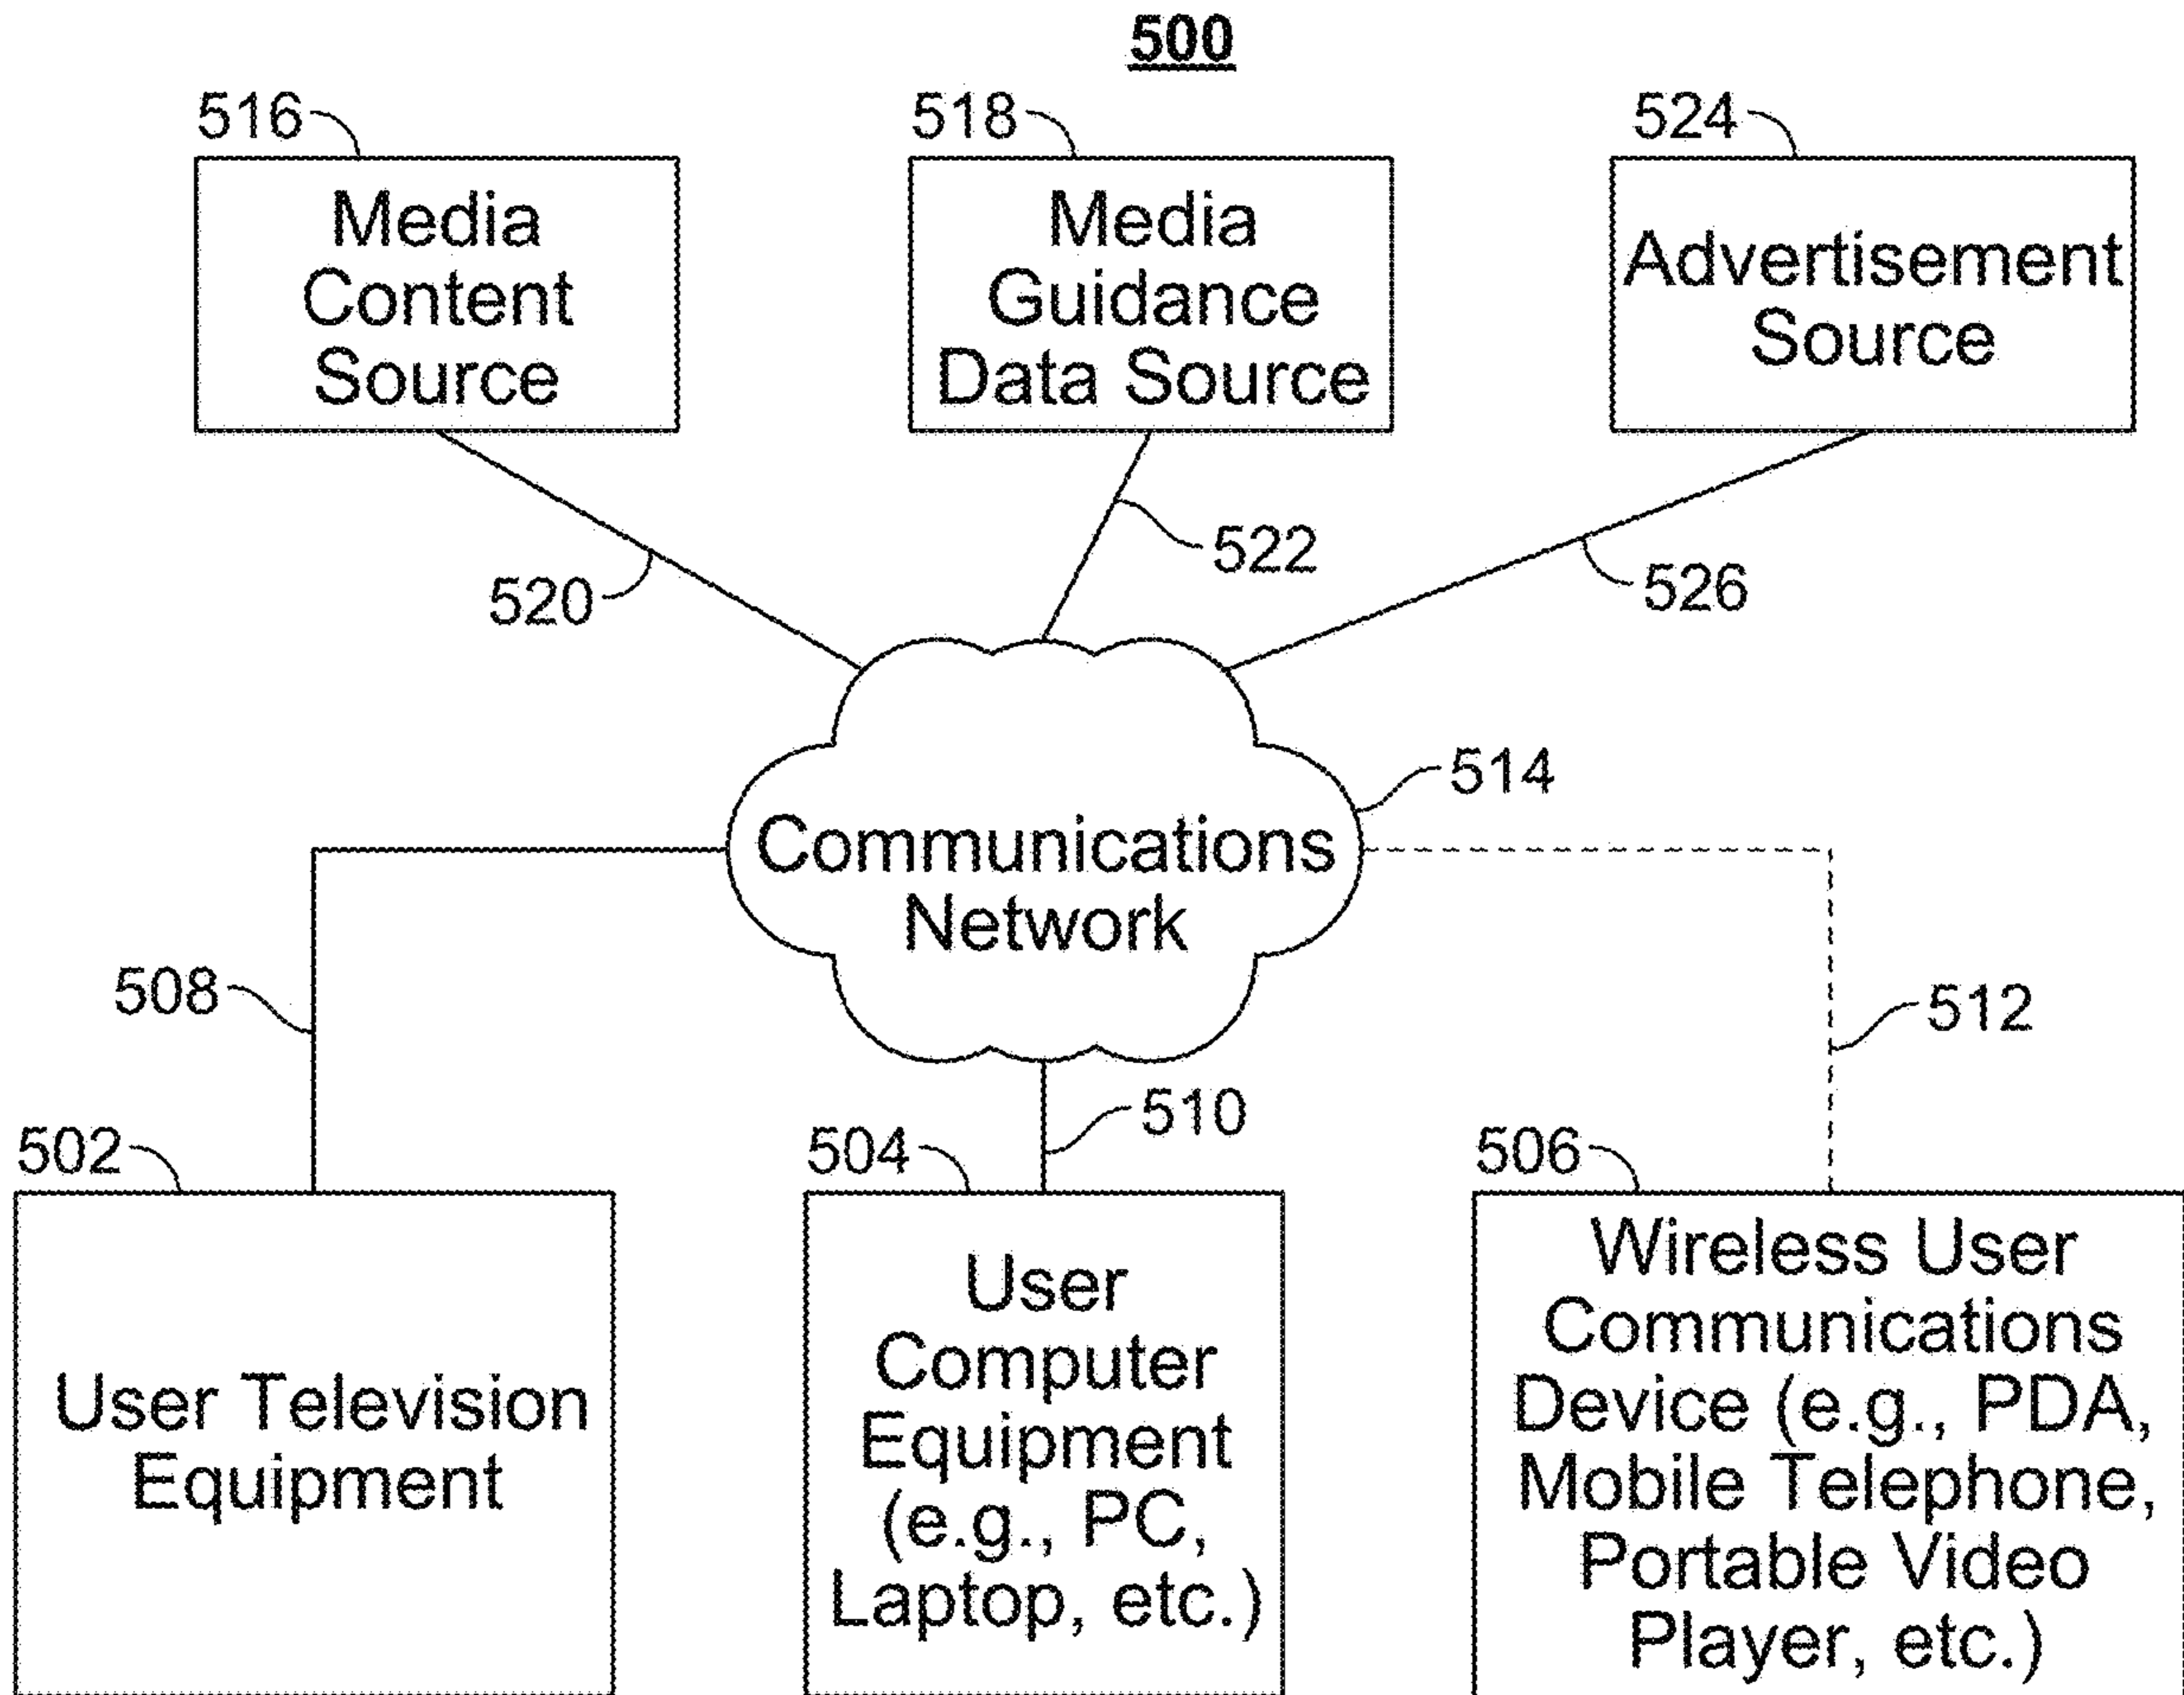 500
516
518
524
Media
Content
Source
Media
Guidance
Data Source
Advertisement
Source
520
522
526
514
Communications
Network
508
512
510
502
504
506
User Television
Equipment
User
Computer
Equipment
(e.g., PC,
Laptop, etc.)
Wireless User
Communications
Device (e.g., PDA,
Mobile Telephone,
Portable Video
Player, etc.)